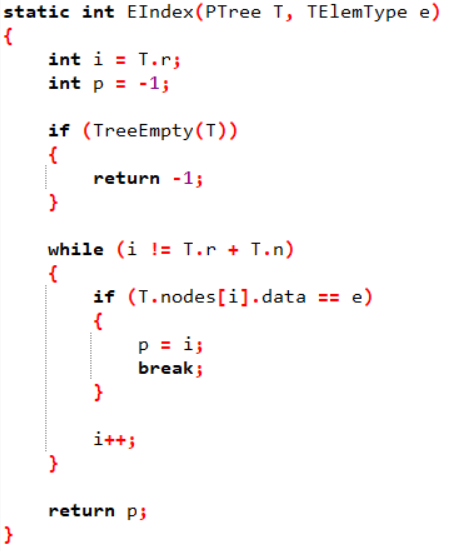 static int EIndex(PTree T, TElemType e)
{
    int i = T.r;
    int p = -1;

    if (TreeEmpty(T))
    {
        return -1;
    }

    while (i != T.r + T.n)
    {
        if (T.nodes[i].data == e)
        {
            p = i;
            break;
        }

        i++;
    }

    return p;
}